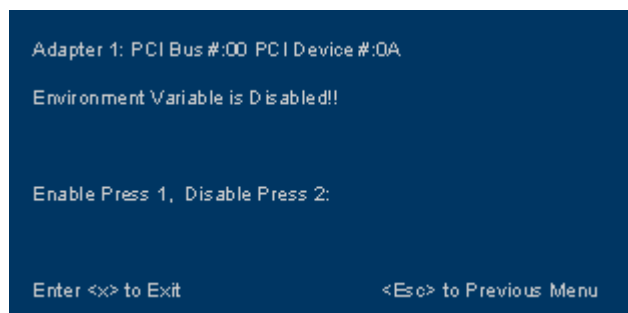 Adapter 1: PCI Bus #:00 PCI Device #:0A
Environment Variable is Disabled!!
Enable Press 1, Disable Press 2:
Enter <x> to Exit <Esc> to Previous Menu